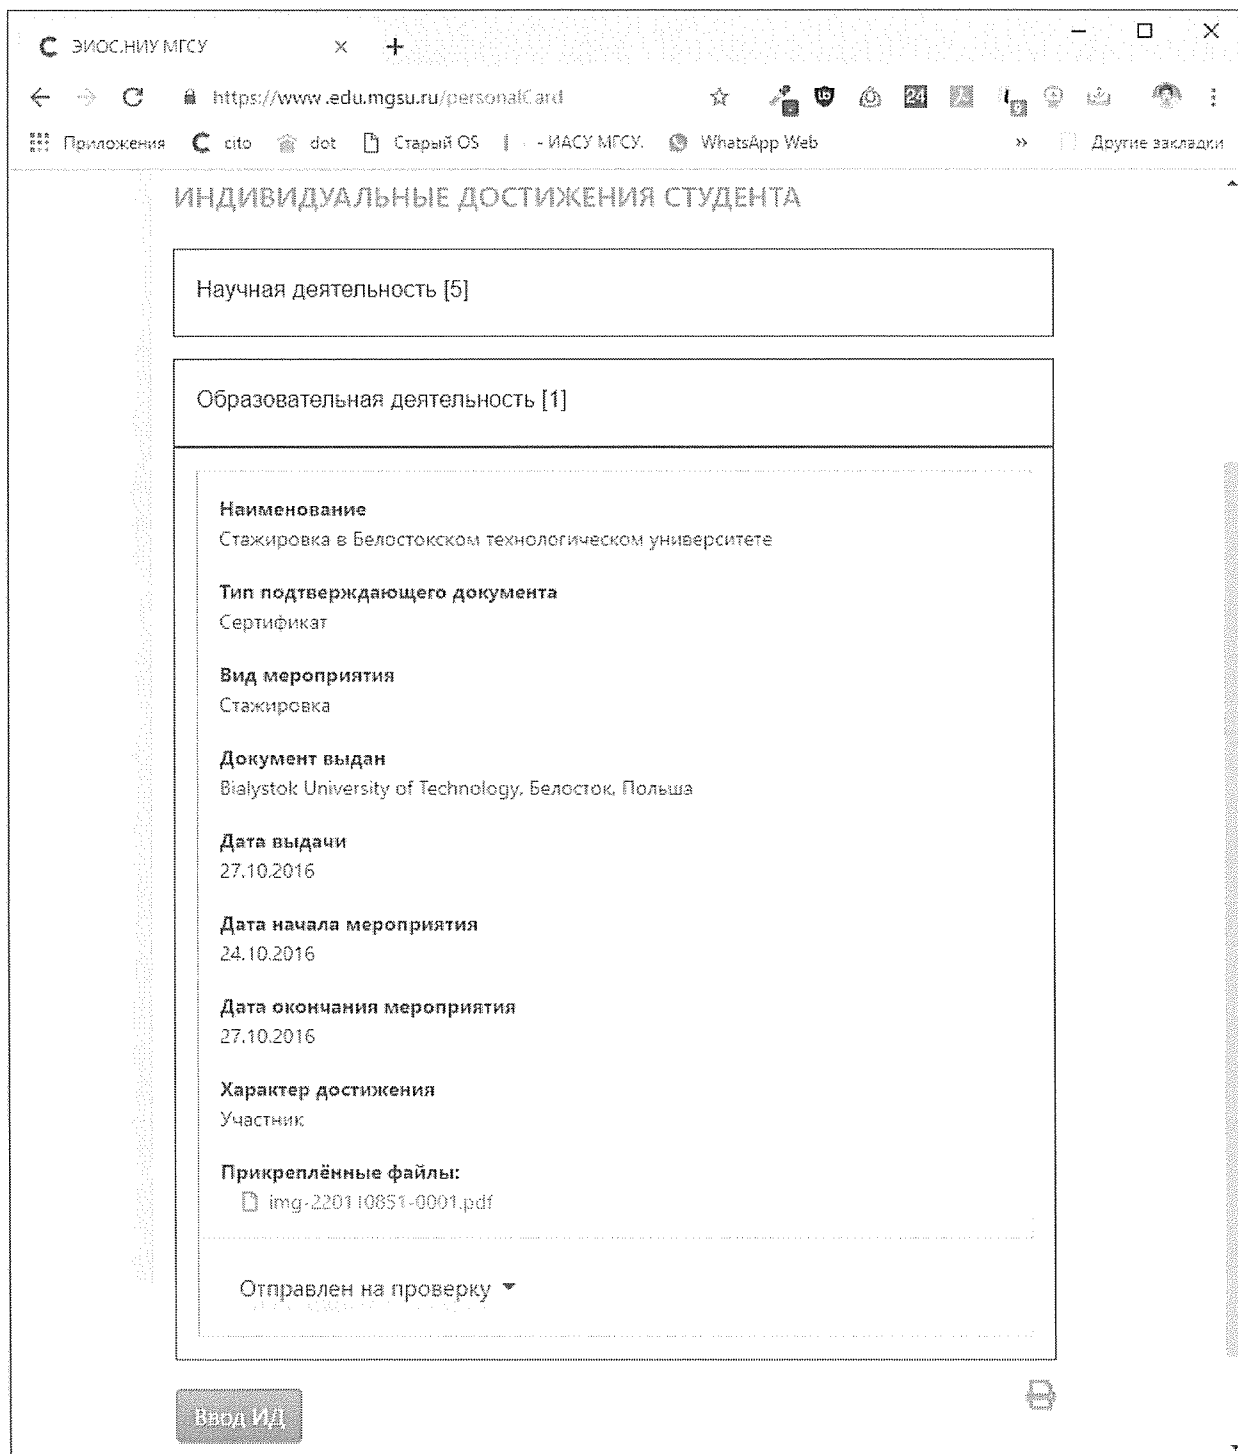 ЭИОС.НИУ МГСУ
https://www.edu.mgsu.ru/personalCard
24
Приложения cito dot Старый OS - ИАСУ МГСУ. WhatsApp Web » Другие закладки
ИНДИВИДУАЛЬНЫЕ ДОСТИЖЕНИЯ СТУДЕНТА
Научная деятельность [5]
Образовательная деятельность [1]
Наименование
Стажировка в Белостокском технологическом университете
Тип подтверждающего документа
Сертификат
Вид мероприятия
Стажировка
Документ выдан
Bialystok University of Technology, Белосток, Польша
Дата выдачи
27.10.2016
Дата начала мероприятия
24.10.2016
Дата окончания мероприятия
27.10.2016
Характер достижения
Участник
Прикреплённые файлы:
img-220110851-0001.pdf
Отправлен на проверку
Ввод ИД